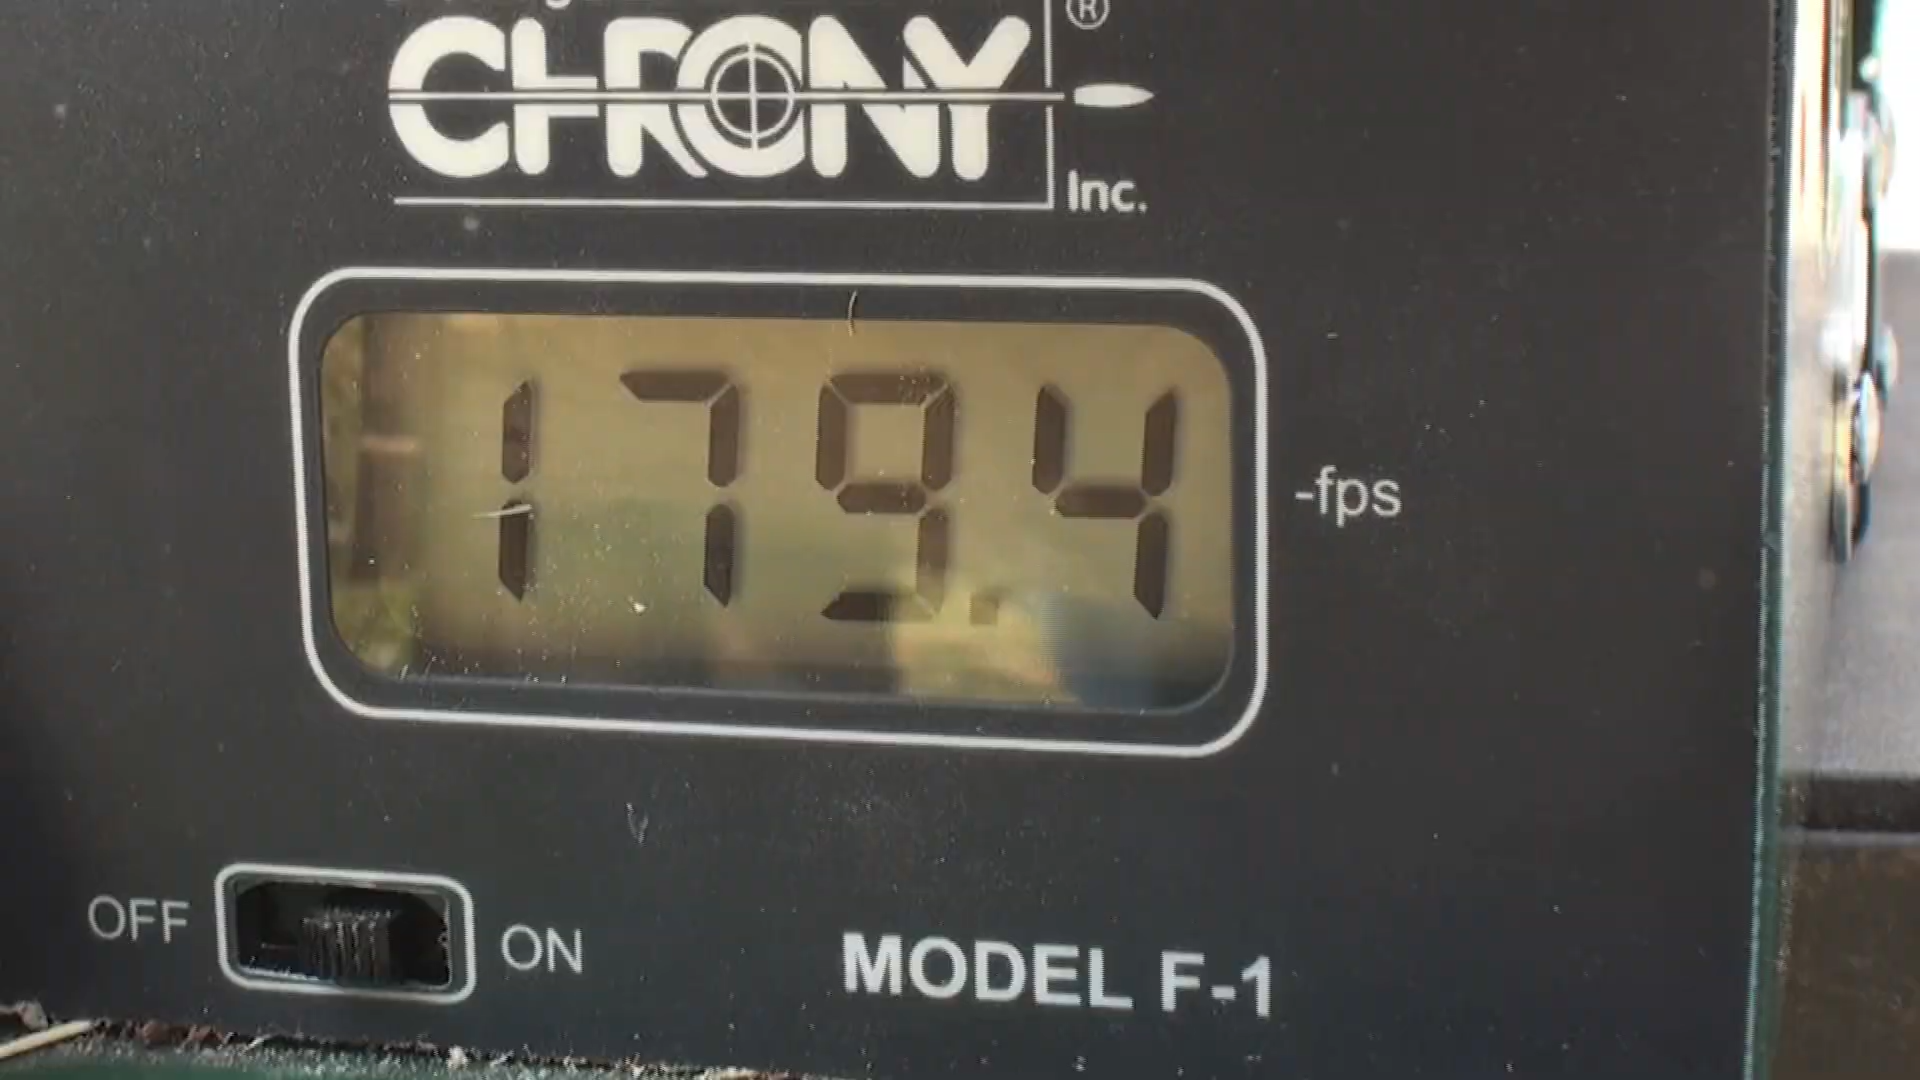 CHRONY ®
Inc.
179.4
-fps
OFF ON
MODEL F-1